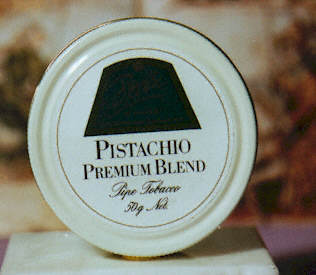 PISTACHIO
PREMIUM BLEND
Pipe Tobacco
50g Net.